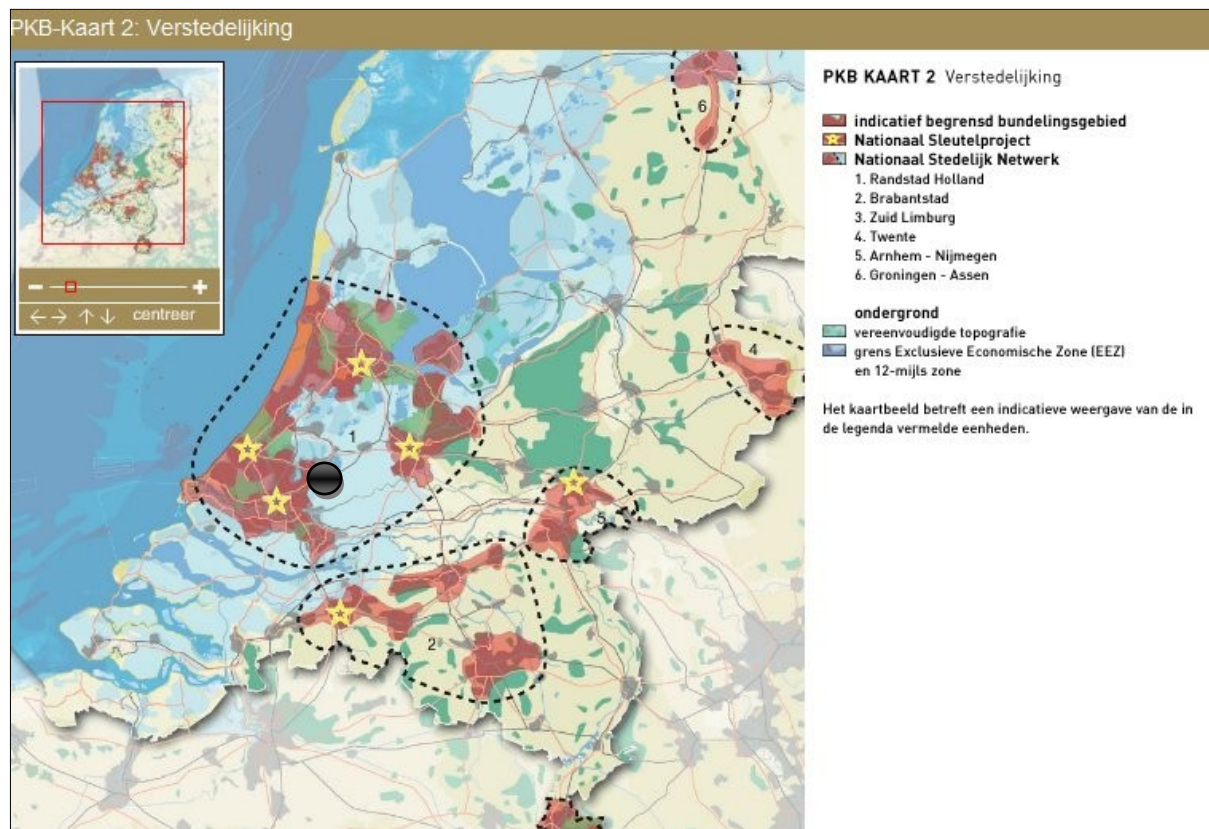 PKB-Kaart 2: Verstedelijking
centreer
6
4
1
5
2
PKB KAART 2 Verstedelijking
indicatief begrensd bundelingsgebied
Nationaal Sleutelproject
Nationaal Stedelijk Netwerk
1. Randstad Holland
2. Brabantstad
3. Zuid Limburg
4. Twente
5. Arnhem - Nijmegen
6. Groningen - Assen
ondergrond
vereenvoudigde topografie
grens Exclusieve Economische Zone (EEZ)
en 12-mijls zone
Het kaartbeeld betreft een indicatieve weergave van de in
de legenda vermelde eenheden.